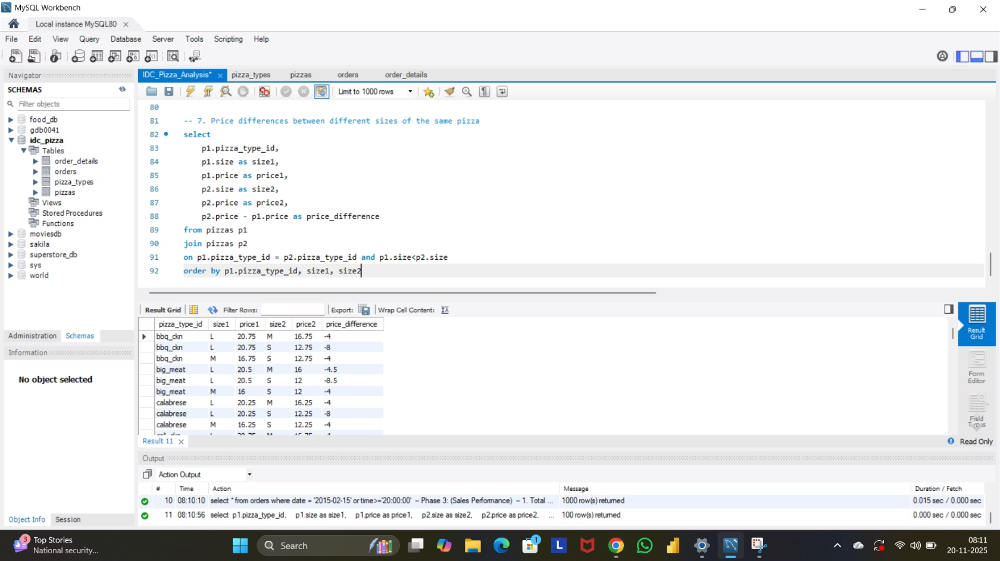 MySQL Workbench
Local instance MySQL80
File Edit View Query Database Server Tools Scripting Help
Navigator
SCHEMAS
Filter objects
food_db
gdb0041
idc_pizza
Tables
order_details
orders
pizza_types
pizzas
Views
Stored Procedures
Functions
moviesdb
sakila
superstore_db
sys
world
Administration Schemas
Information
No object selected
Object Info Session
IDC_Pizza_Analysis* pizza_types pizzas orders order_details
Limit to 1000 rows
80
81 -- 7. Price differences between different sizes of the same pizza
82 select
83 p1.pizza_type_id,
84 p1.size as size1,
85 p1.price as price1,
86 p2.size as size2,
87 p2.price as price2,
88 p2.price - p1.price as price_difference
89 from pizzas p1
90 join pizzas p2
91 on p1.pizza_type_id = p2.pizza_type_id and p1.size<p2.size
92 order by p1.pizza_type_id, size1, size2
Result Grid Filter Rows: Export: Wrap Cell Content:
pizza_type_id size1 price1 size2 price2 price_difference
bbq_ckn L 20.75 M 16.75 -4
bbq_ckn L 20.75 S 12.75 -8
bbq_ckn M 16.75 S 12.75 -4
big_meat L 20.5 M 16 -4.5
big_meat L 20.5 S 12 -8.5
big_meat M 16 S 12 -4
calabrese L 20.25 M 16.25 -4
calabrese L 20.25 S 12.25 -8
calabrese M 16.25 S 12.25 -4
Result Grid
Form Editor
Field Types
Result 11
Read Only
Output
Action Output
# Time Action Message Duration / Fetch
10 08:10:10 select * from orders where date = '2015-02-15' or time>='20:00:00' -- Phase 3: (Sales Performance) -- 1. Total ... 1000 row(s) returned 0.015 sec / 0.000 sec
11 08:10:56 select p1.pizza_type_id, p1.size as size1, p1.price as price1, p2.size as size2, p2.price as price2, ... 100 row(s) returned 0.000 sec / 0.000 sec
3 Top Stories
National security...
Search
1
L
08:11
20-11-2025